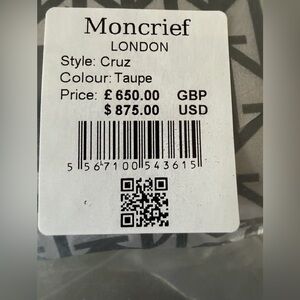 Moncrief
LONDON
Style: Cruz
Colour: Taupe
Price: £ 650.00 GBP
$ 875.00 USD
5 567100 543615